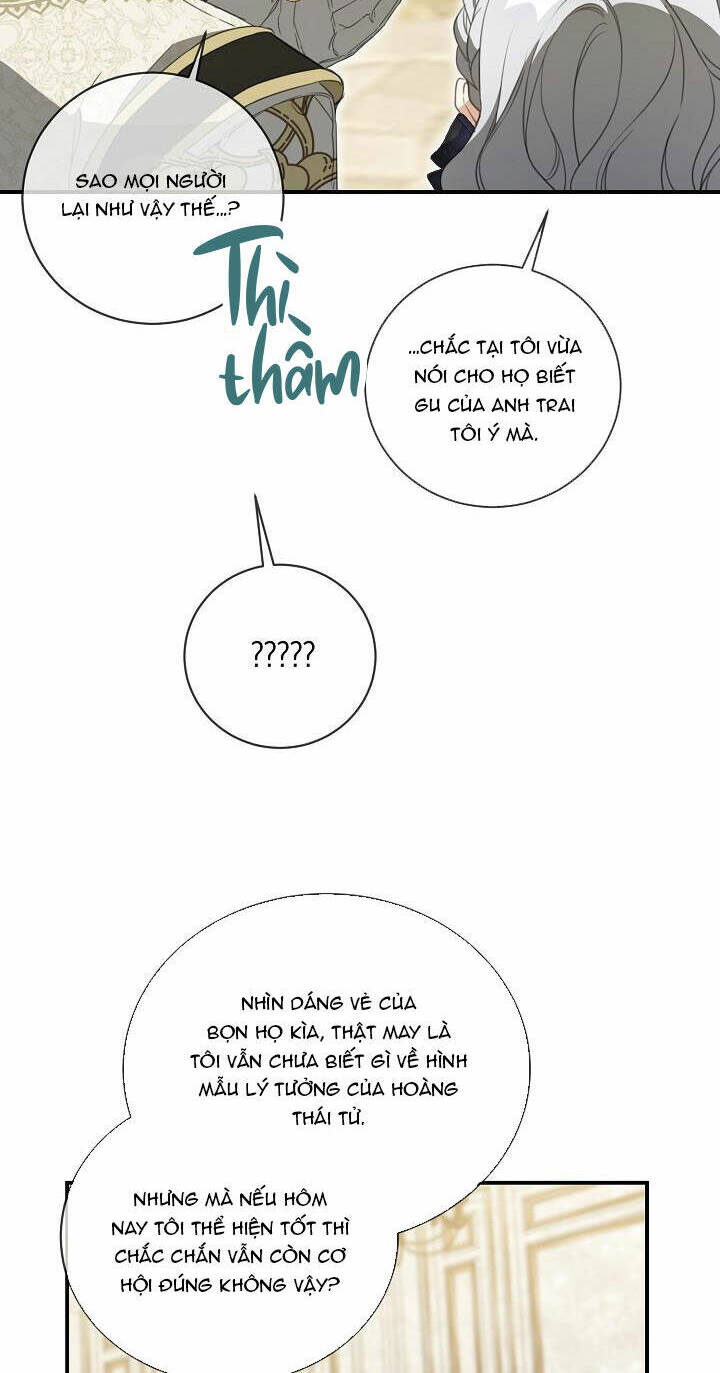 SAO MỌI NGƯỜI
LẠI NHƯ VẬY THẾ...?
Thì
thầm
...CHẮC TẠI TÔI VỪA
NÓI CHO HỌ BIẾT
GU CỦA ANH TRAI
TÔI Ý MÀ.
?????
NHÌN DÁNG VẺ CỦA
BỌN HỌ KÌA, THẬT MAY LÀ
TÔI VẪN CHƯA BIẾT GÌ VỀ HÌNH
MẪU LÝ TƯỞNG CỦA HOÀNG
THÁI TỬ.
NHƯNG MÀ NẾU HÔM
NAY TÔI THỂ HIỆN TỐT THÌ
CHẮC CHẮN VẪN CÒN CƠ
HỘI ĐÚNG KHÔNG VẬY?